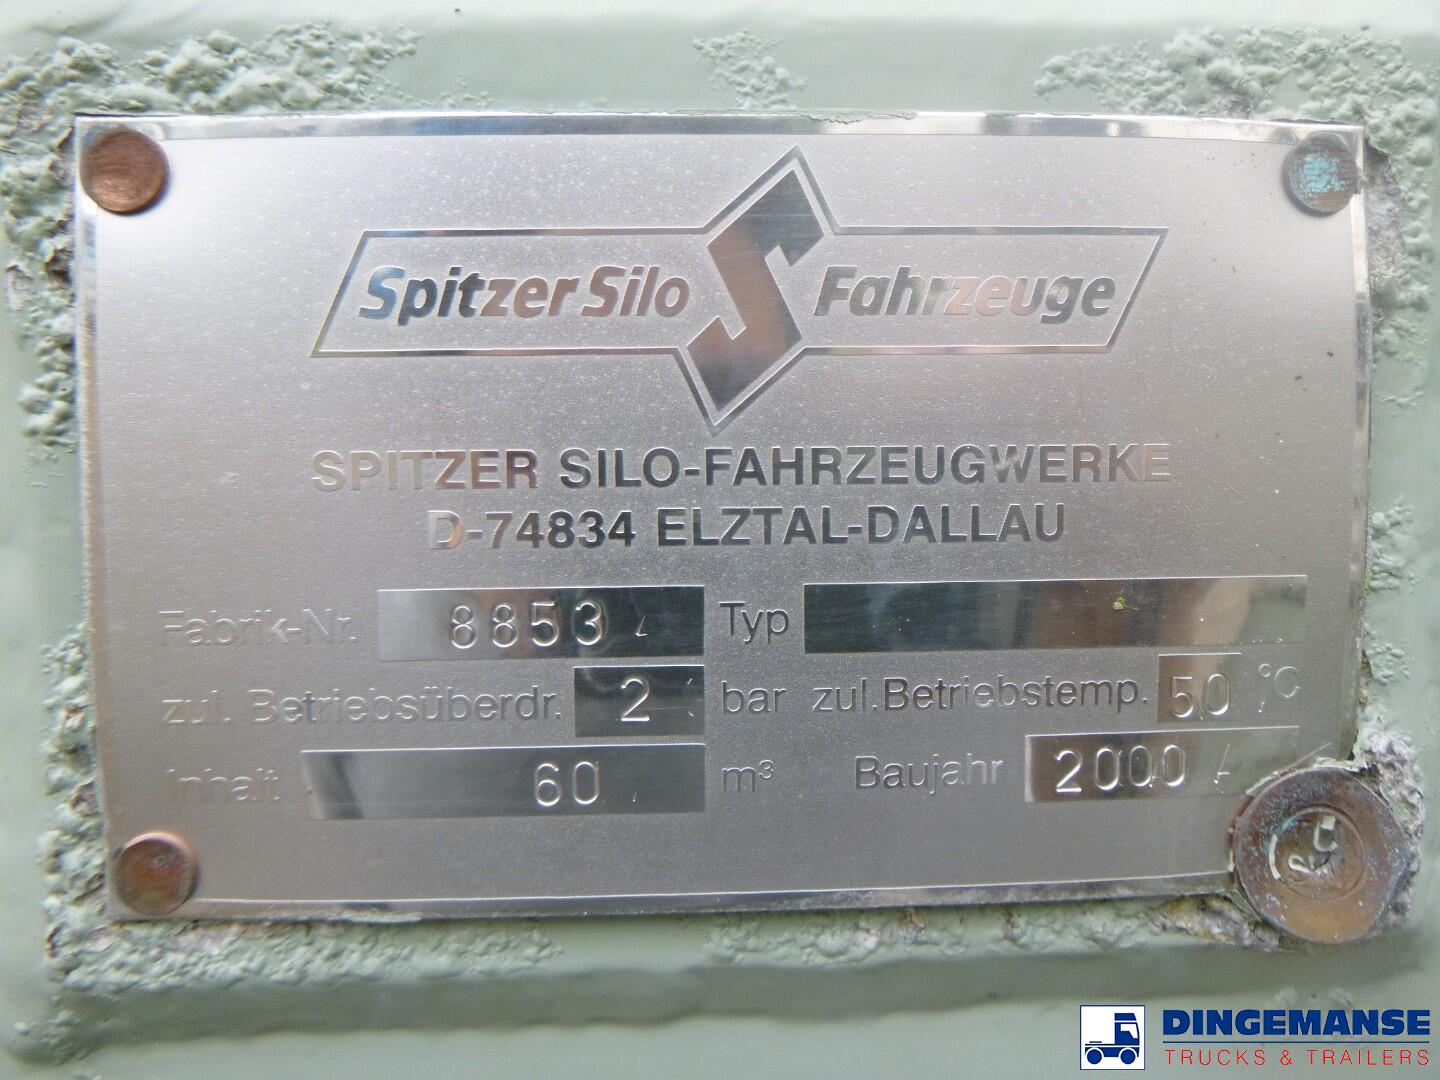 Spitzer Silo S Fahrzeuge
SPITZER SILO-FAHRZEUGWERKE
D-74834 ELZTAL-DALLAU
Fabrik-Nr. 8853 Typ
zul. Betriebsüberdr. 2 bar zul. Betriebstemp. 50 °C
Inhalt 60 m³ Baujahr 2000
DINGEMANSE
TRUCKS & TRAILERS